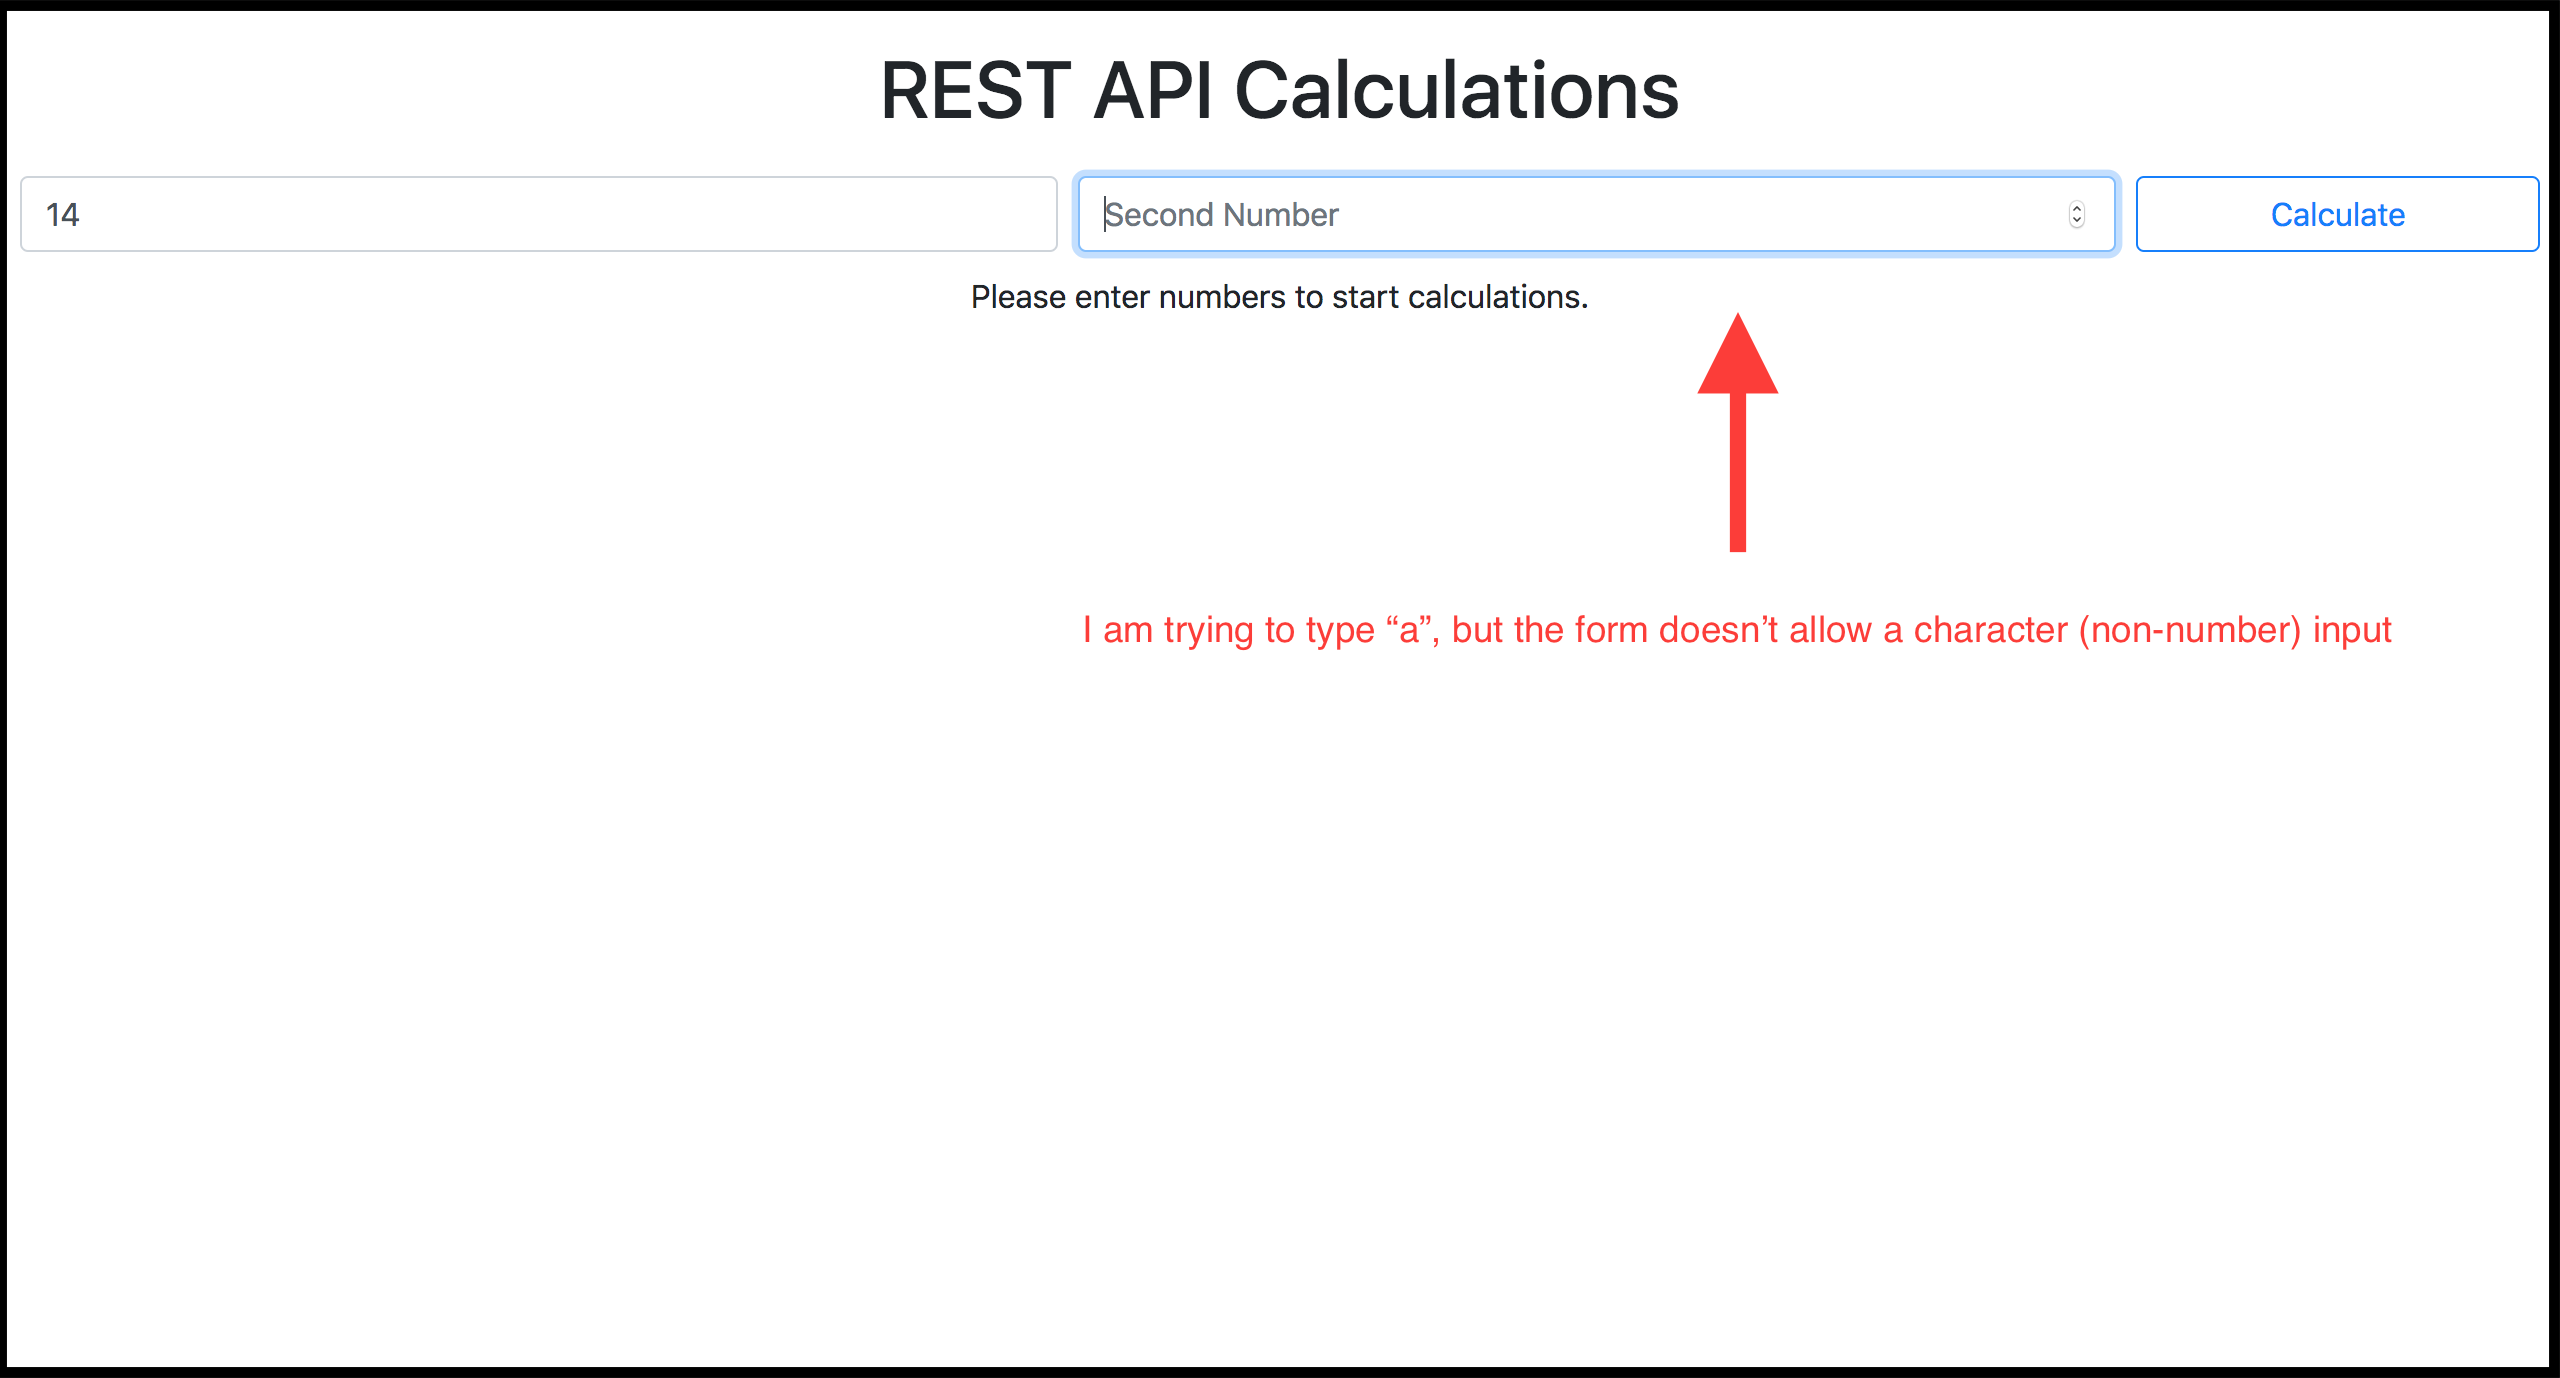 REST API Calculations
14
Second Number
Calculate
Please enter numbers to start calculations.
I am trying to type “a”, but the form doesn’t allow a character (non-number) input